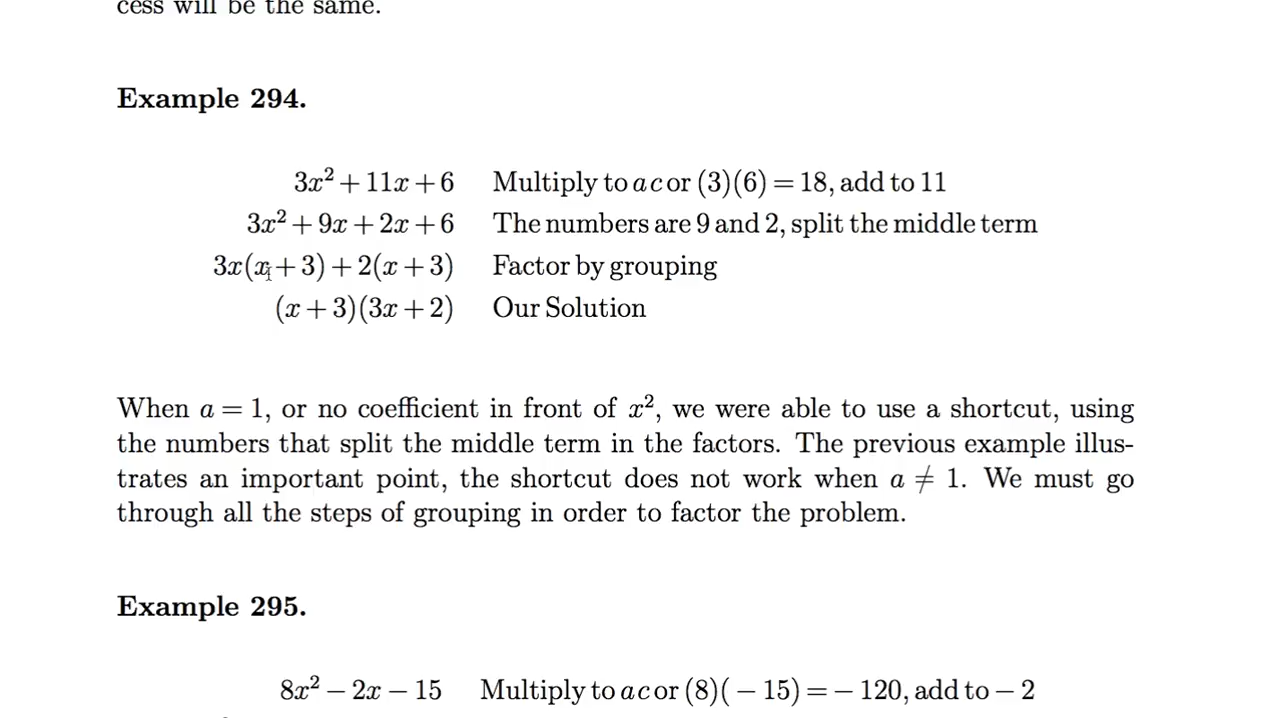 cess will be the same.
Example 294.
3x² + 11x + 6 Multiply to a c or (3)(6) = 18, add to 11
3x² + 9x + 2x + 6 The numbers are 9 and 2, split the middle term
3x(x + 3) + 2(x + 3) Factor by grouping
(x + 3)(3x + 2) Our Solution
When a = 1, or no coefficient in front of x², we were able to use a shortcut, using
the numbers that split the middle term in the factors. The previous example illus-
trates an important point, the shortcut does not work when a ≠ 1. We must go
through all the steps of grouping in order to factor the problem.
Example 295.
8x² − 2x − 15 Multiply to a c or (8)( − 15) = − 120, add to − 2